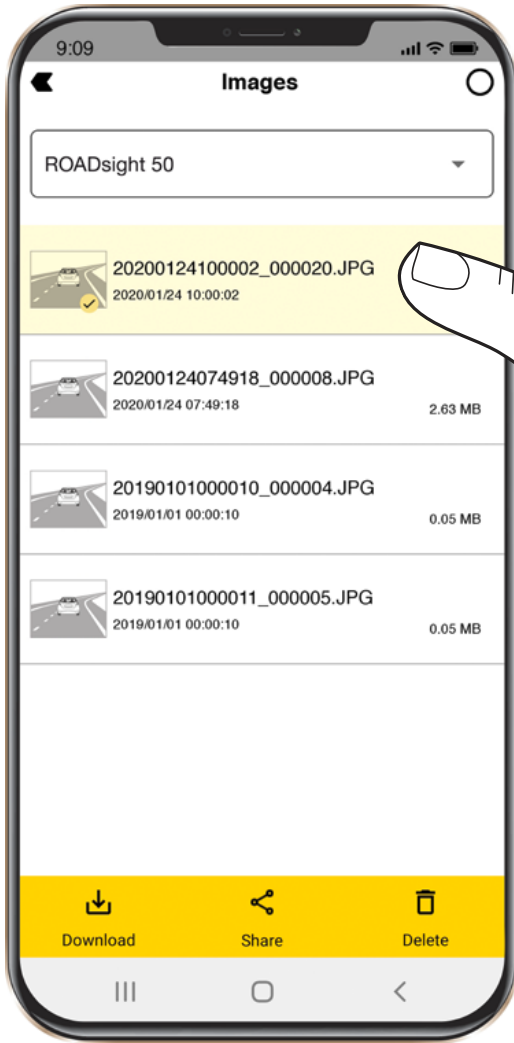 9:09
Images
ROADsight 50
20200124100002_000020.JPG
2020/01/24 10:00:02
20200124074918_000008.JPG
2020/01/24 07:49:18
2.63 MB
20190101000010_000004.JPG
2019/01/01 00:00:10
0.05 MB
20190101000011_000005.JPG
2019/01/01 00:00:10
0.05 MB
Download Share Delete